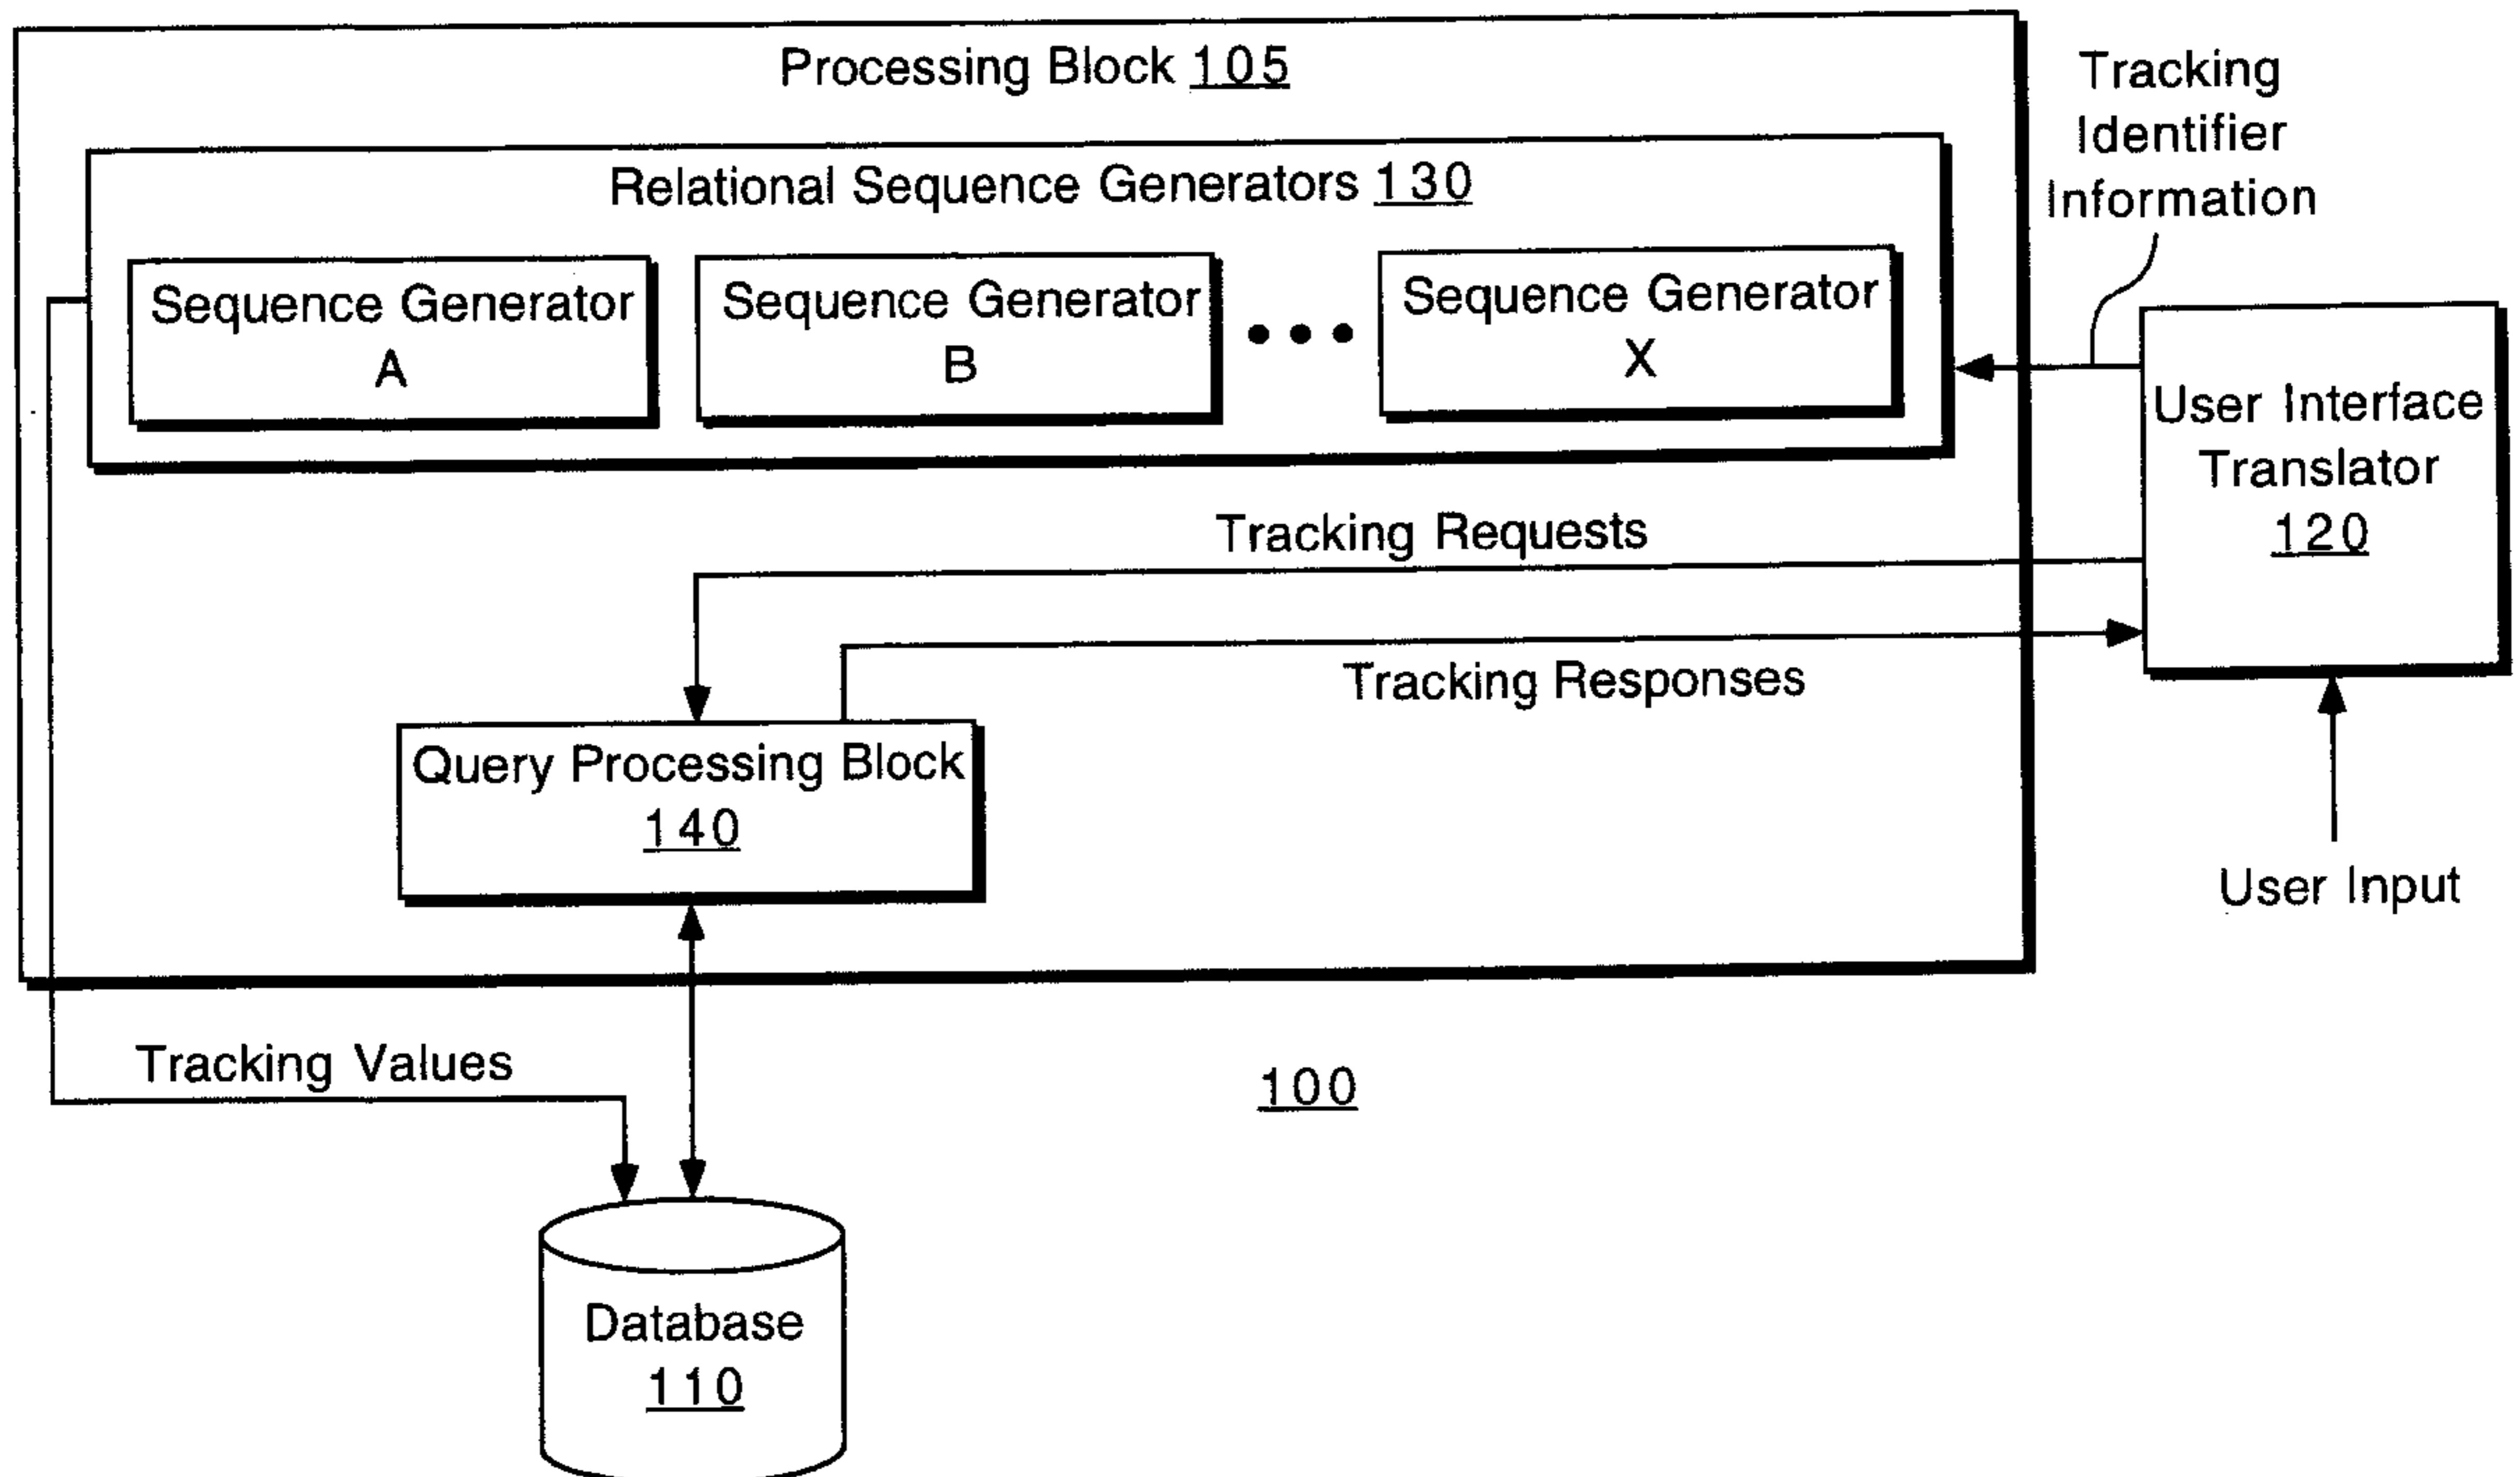 Processing Block 105
Tracking
Identifier
Information
Relational Sequence Generators 130
Sequence Generator
A
Sequence Generator
B
Sequence Generator
X
User Interface
Translator
120
Tracking Requests
Tracking Responses
Query Processing Block
140
User Input
Tracking Values
100
Database
110